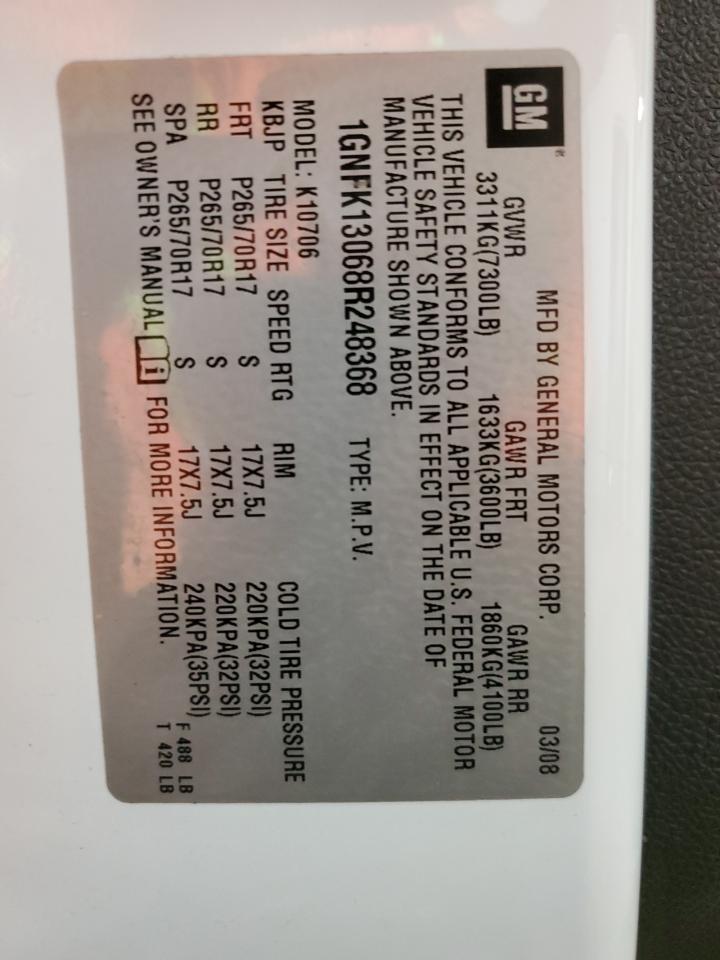 GM
MFD BY GENERAL MOTORS CORP. 03/08
GVWR GAWR FRT GAWR RR
3311KG(7300LB) 1633KG(3600LB) 1860KG(4100LB)
THIS VEHICLE CONFORMS TO ALL APPLICABLE U.S. FEDERAL MOTOR
VEHICLE SAFETY STANDARDS IN EFFECT ON THE DATE OF
MANUFACTURE SHOWN ABOVE.
1GNFK13068R248368 TYPE: M.P.V.
MODEL: K10706
KBJP TIRE SIZE SPEED RTG RIM COLD TIRE PRESSURE
FRT P265/70R17 S 17X7.5J 220KPA(32PSI)
RR P265/70R17 S 17X7.5J 220KPA(32PSI)
SPA P265/70R17 S 17X7.5J 240KPA(35PSI) F 488 LB
SEE OWNER'S MANUAL i FOR MORE INFORMATION. T 420 LB